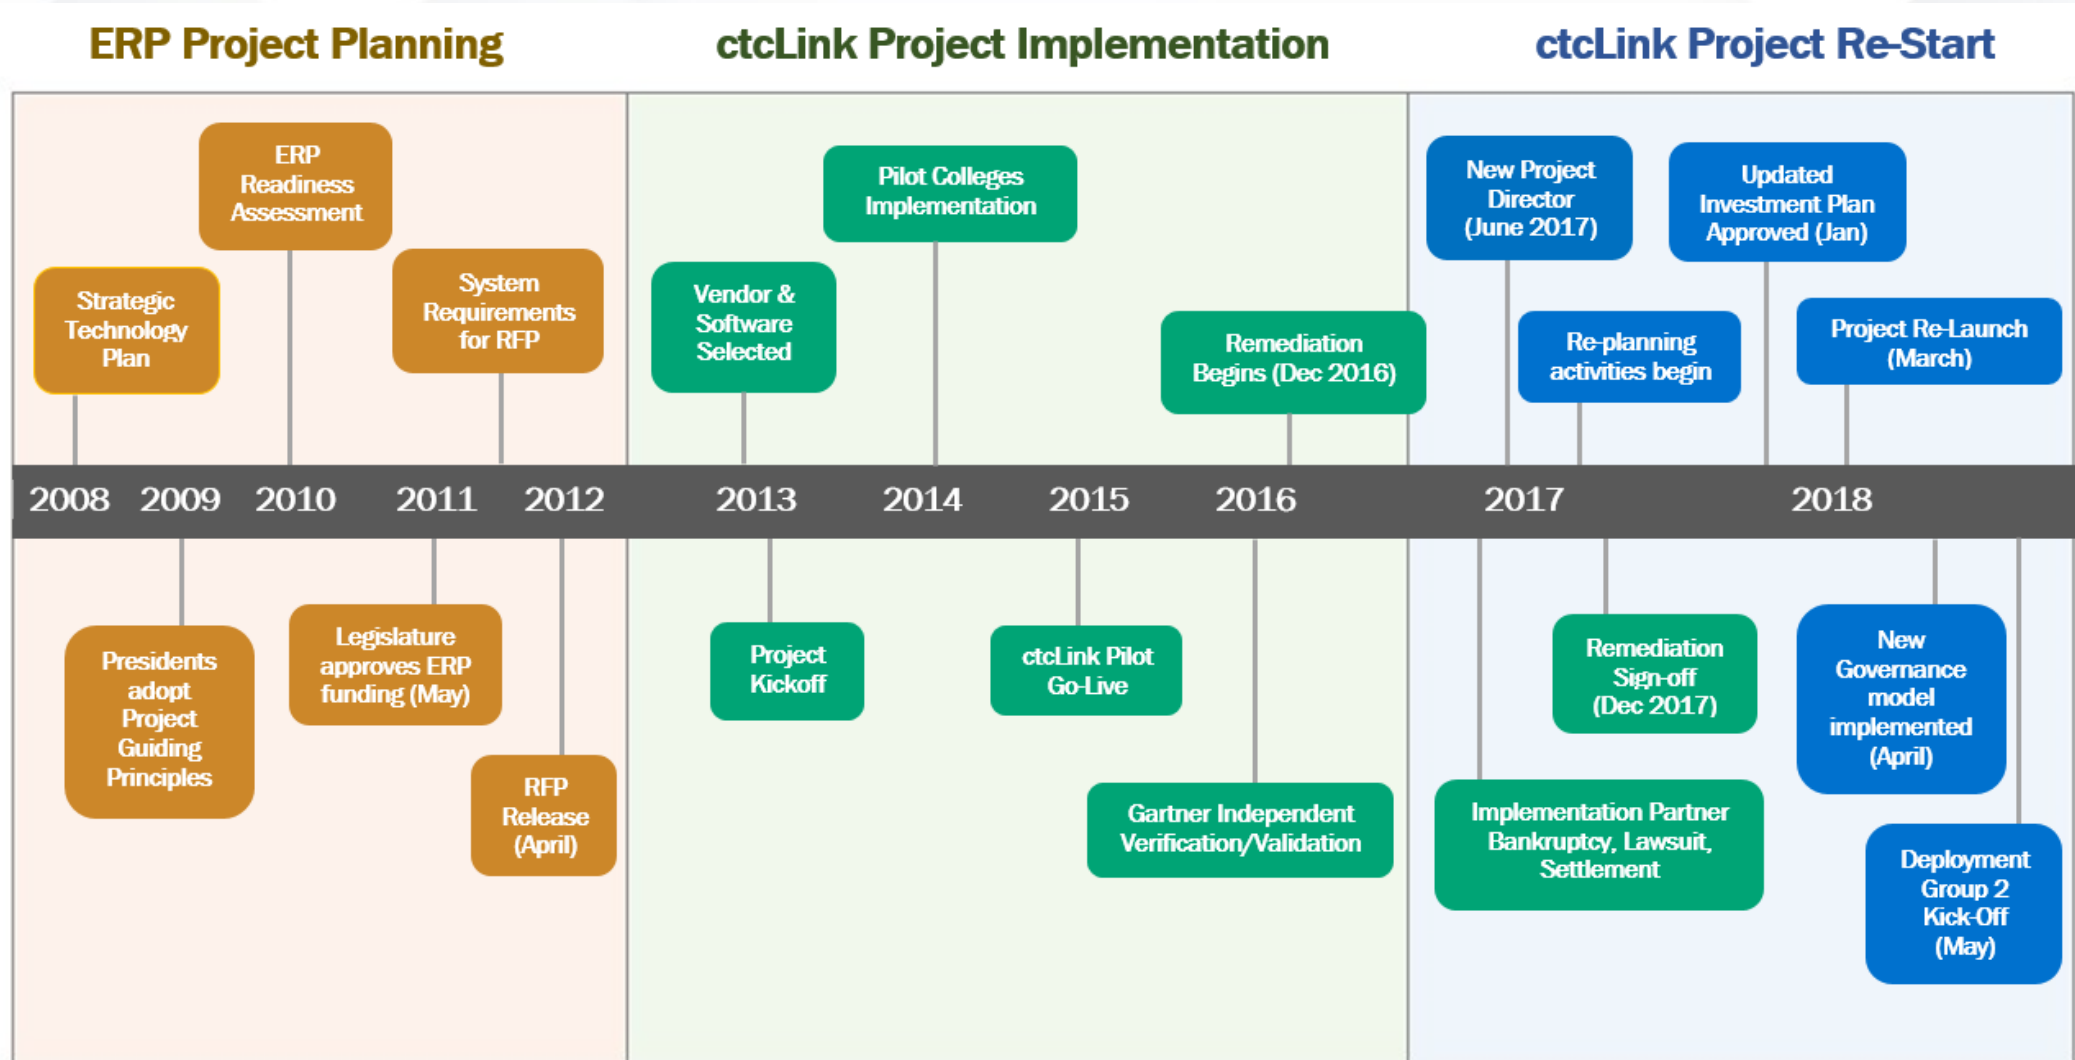 ERP Project Planning
ctcLink Project Implementation
ctcLink Project Re-Start
ERP
Readiness
Assessment
Strategic
Technology
Plan
System
Requirements
for RFP
Pilot Colleges
Implementation
Vendor &
Software
Selected
Remediation
Begins (Dec 2016)
New Project
Director
(June 2017)
Updated
Investment Plan
Approved (Jan)
Re-planning
activities begin
Project Re-Launch
(March)
2008 2009 2010 2011 2012 2013 2014 2015 2016 2017 2018
Presidents
adopt
Project
Guiding
Principles
Legislature
approves ERP
funding (May)
RFP
Release
(April)
Project
Kickoff
ctcLink Pilot
Go-Live
Gartner Independent
Verification/Validation
Remediation
Sign-off
(Dec 2017)
Implementation Partner
Bankruptcy, Lawsuit,
Settlement
New
Governance
model
implemented
(April)
Deployment
Group 2
Kick-Off
(May)